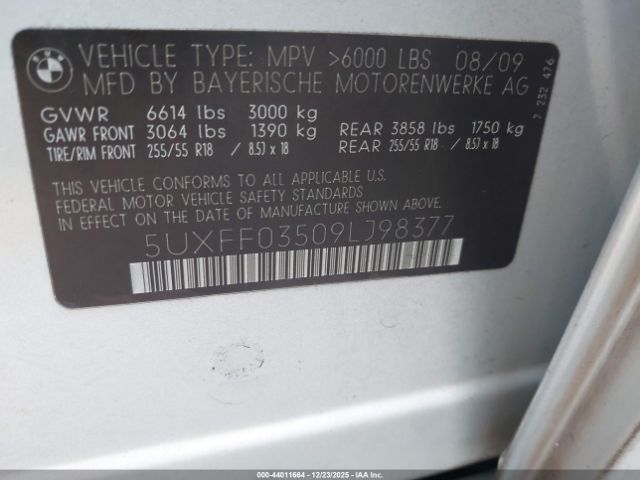 BMW
VEHICLE TYPE: MPV >6000 LBS 08/09
MFD BY BAYERISCHE MOTORENWERKE AG
7 232 476
GVWR 6614 lbs 3000 kg
GAWR FRONT 3064 lbs 1390 kg REAR 3858 lbs 1750 kg
TIRE/RIM FRONT 255/55 R18 / 8.5J x 18 REAR 255/55 R18 / 8.5J x 18
THIS VEHICLE CONFORMS TO ALL APPLICABLE U.S.
FEDERAL MOTOR VEHICLE SAFETY STANDARDS
IN EFFECT ON THE DATE OF MANUFACTURE SHOWN ABOVE.
5UXFF03509LJ98377
000-44011664 12/23/2025 IAA Inc. Copart